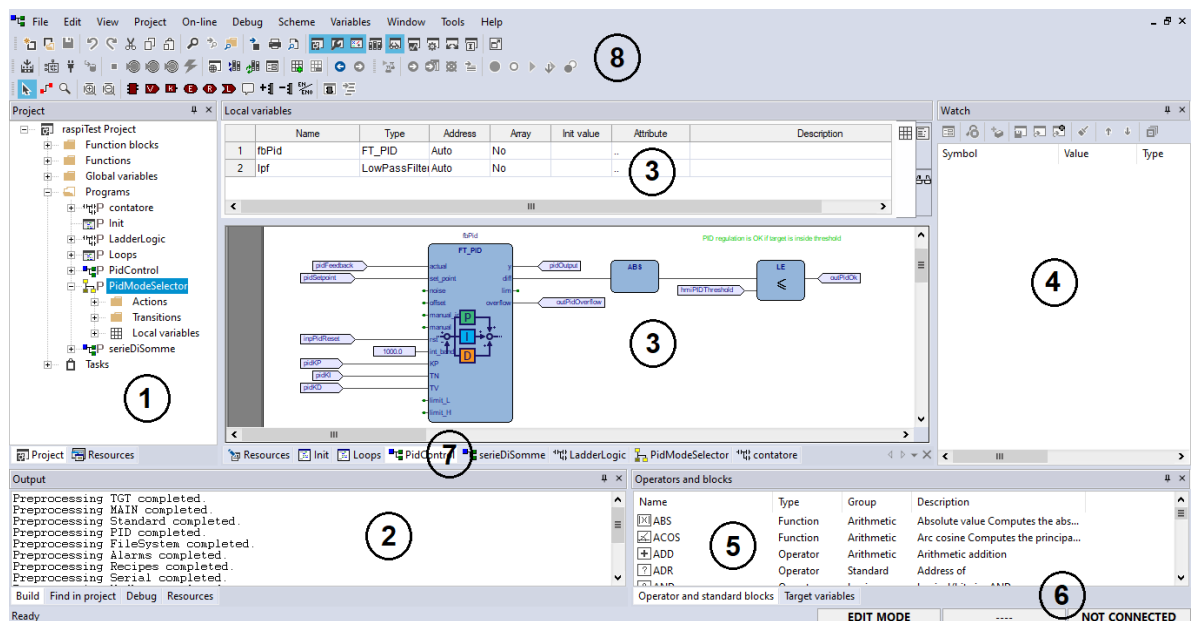 File Edit View Project On-line Debug Scheme Variables Window Tools Help
8
Project
raspiTest Project
Function blocks
Functions
Global variables
Programs
P contatore
P Init
P LadderLogic
P Loops
P PidControl
P PidModeSelector
Actions
Transitions
Local variables
P serieDiSomme
Tasks
1
Project Resources
Local variables
Name Type Address Array Init value Attribute Description
1 fbPid FT_PID Auto No ..
2 lpf LowPassFilter Auto No ..
3
fbPid
PID regulation is OK if target is inside threshold
FT_PID
ABS
LE
≤
pidFeedback
pidSetpoint
inpPidReset
1000.0
pidKP
pidKI
pidKD
actual
set_point
noise
offset
manual
rst
int_band
KP
TN
TV
limit_L
limit_H
P
I
D
y
diff
lim
overflow
pidOutput
outPidOverflow
hmiPIDThreshold
outPidOk
3
7
Resources Init Loops PidControl serieDiSomme LadderLogic PidModeSelector contatore
Watch
Symbol Value Type
4
Output
Preprocessing TGT completed.
Preprocessing MAIN completed.
Preprocessing Standard completed.
Preprocessing PID completed.
Preprocessing FileSystem completed.
Preprocessing Alarms completed.
Preprocessing Recipes completed.
Preprocessing Serial completed.
2
Build Find in project Debug Resources
Operators and blocks
Name Type Group Description
ABS Function Arithmetic Absolute value Computes the abs...
ACOS Function Arithmetic Arc cosine Computes the principa...
ADD Operator Arithmetic Arithmetic addition
ADR Operator Standard Address of
5
6
Operator and standard blocks Target variables
Ready
EDIT MODE ---- NOT CONNECTED